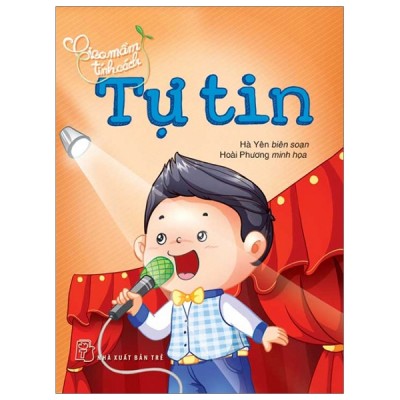 Gieo mầm
tính cách
Tự tin
Hà Yên biên soạn
Hoài Phương minh họa
NHÀ XUẤT BẢN TRẺ